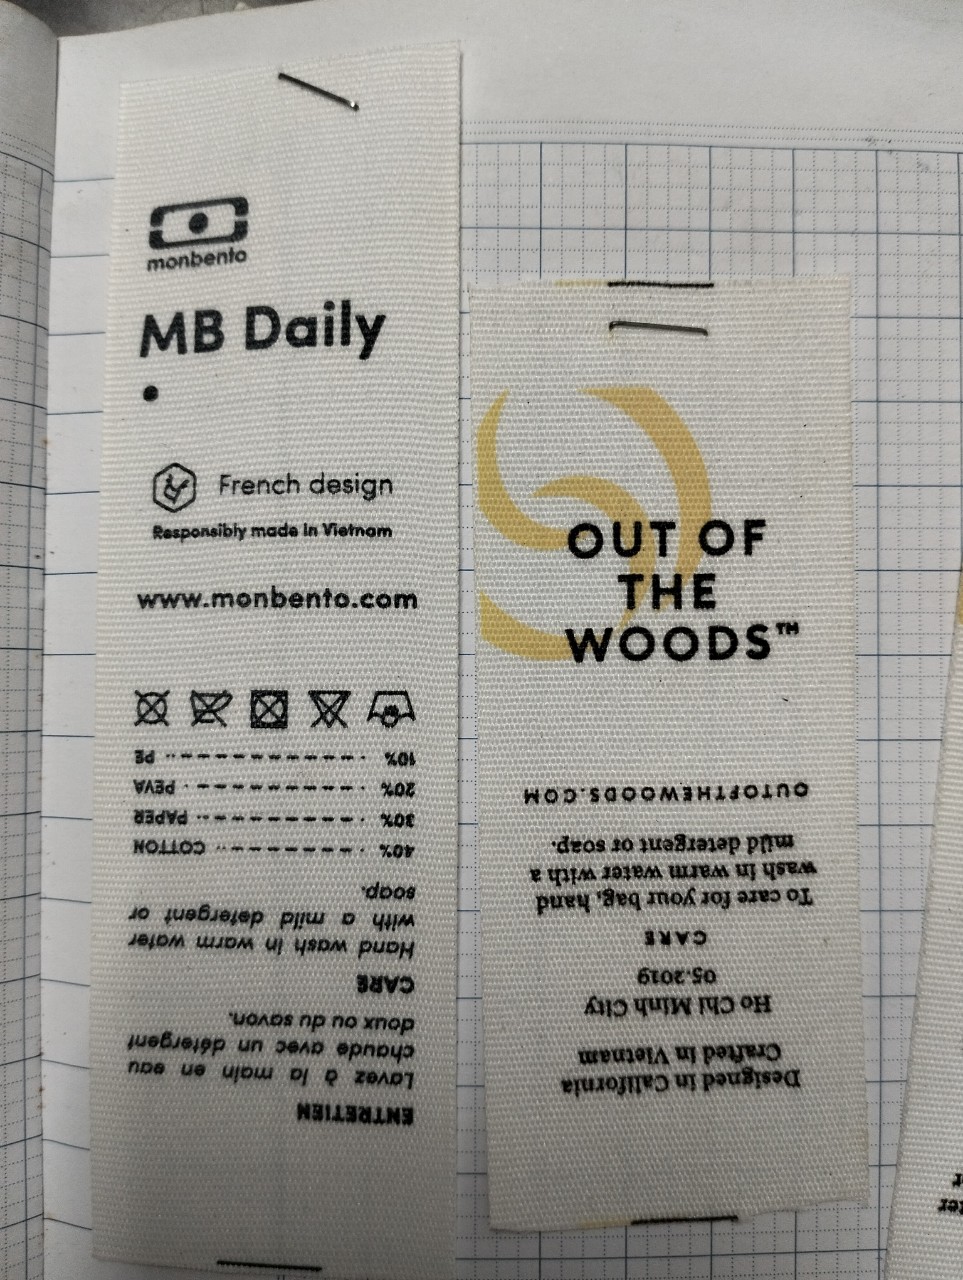 monbento
MB Daily
•
French design
Responsibly made in Vietnam
www.monbento.com
ENTRETIEN
Lavez à la main en eau
chaude avec un détergent
doux ou du savon.
CARE
Hand wash in warm water
with a mild detergent or
soap.
40% ------------ COTTON
30% ------------ PAPER
20% ------------ PEVA
10% ------------ PE
OUT OF
THE
WOODS™
Designed in California
Crafted in Vietnam
Ho Chi Minh City
05.2019
CARE
To care for your bag, hand
wash in warm water with a
mild detergent or soap.
OUTOFTHEWOODS.COM